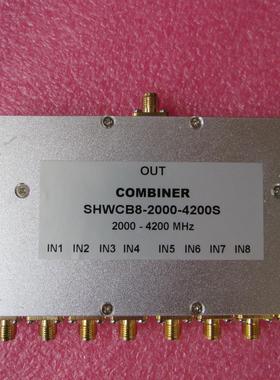 OUT
COMBINER
SHWCB8-2000-4200S
2000 - 4200 MHz
IN1 IN2 IN3 IN4 IN5 IN6 IN7 IN8